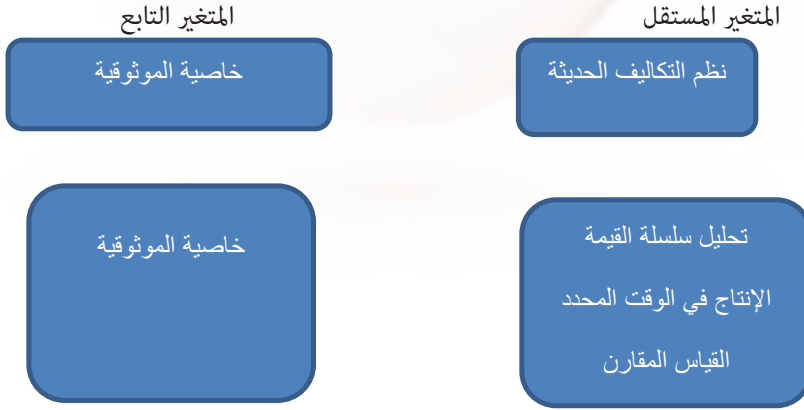 المتغير المستقل
المتغير التابع
نظم التكاليف الحديثة
خاصية الموثوقية
تحليل سلسلة القيمة
الإنتاج في الوقت المحدد
القياس المقارن
خاصية الموثوقية